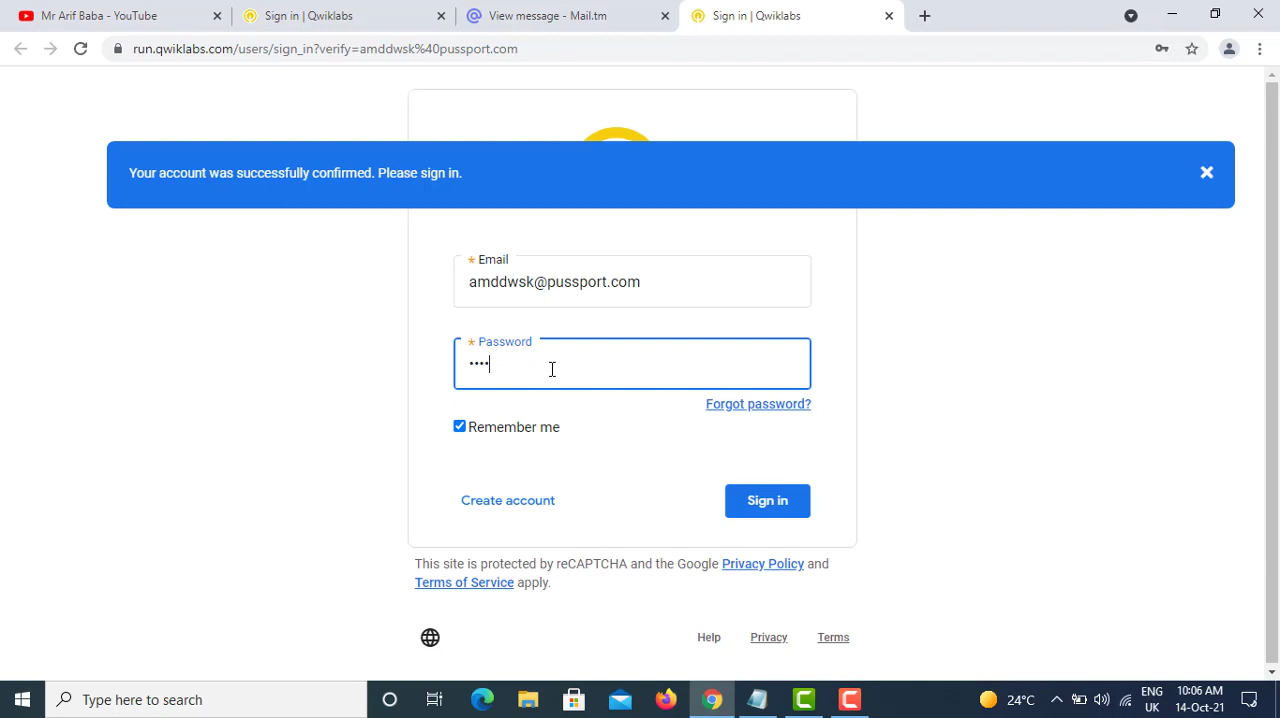 Mr Arif Baba - YouTube
Sign in | Qwiklabs
View message - Mail.tm
Sign in | Qwiklabs
run.qwiklabs.com/users/sign_in?verify=amddwsk%40pussport.com
Your account was successfully confirmed. Please sign in.
* Email
amddwsk@pussport.com
* Password
••••
Forgot password?
Remember me
Create account
Sign in
This site is protected by reCAPTCHA and the Google Privacy Policy and
Terms of Service apply.
Help
Privacy
Terms
Type here to search
24°C
ENG
UK
10:06 AM
14-Oct-21